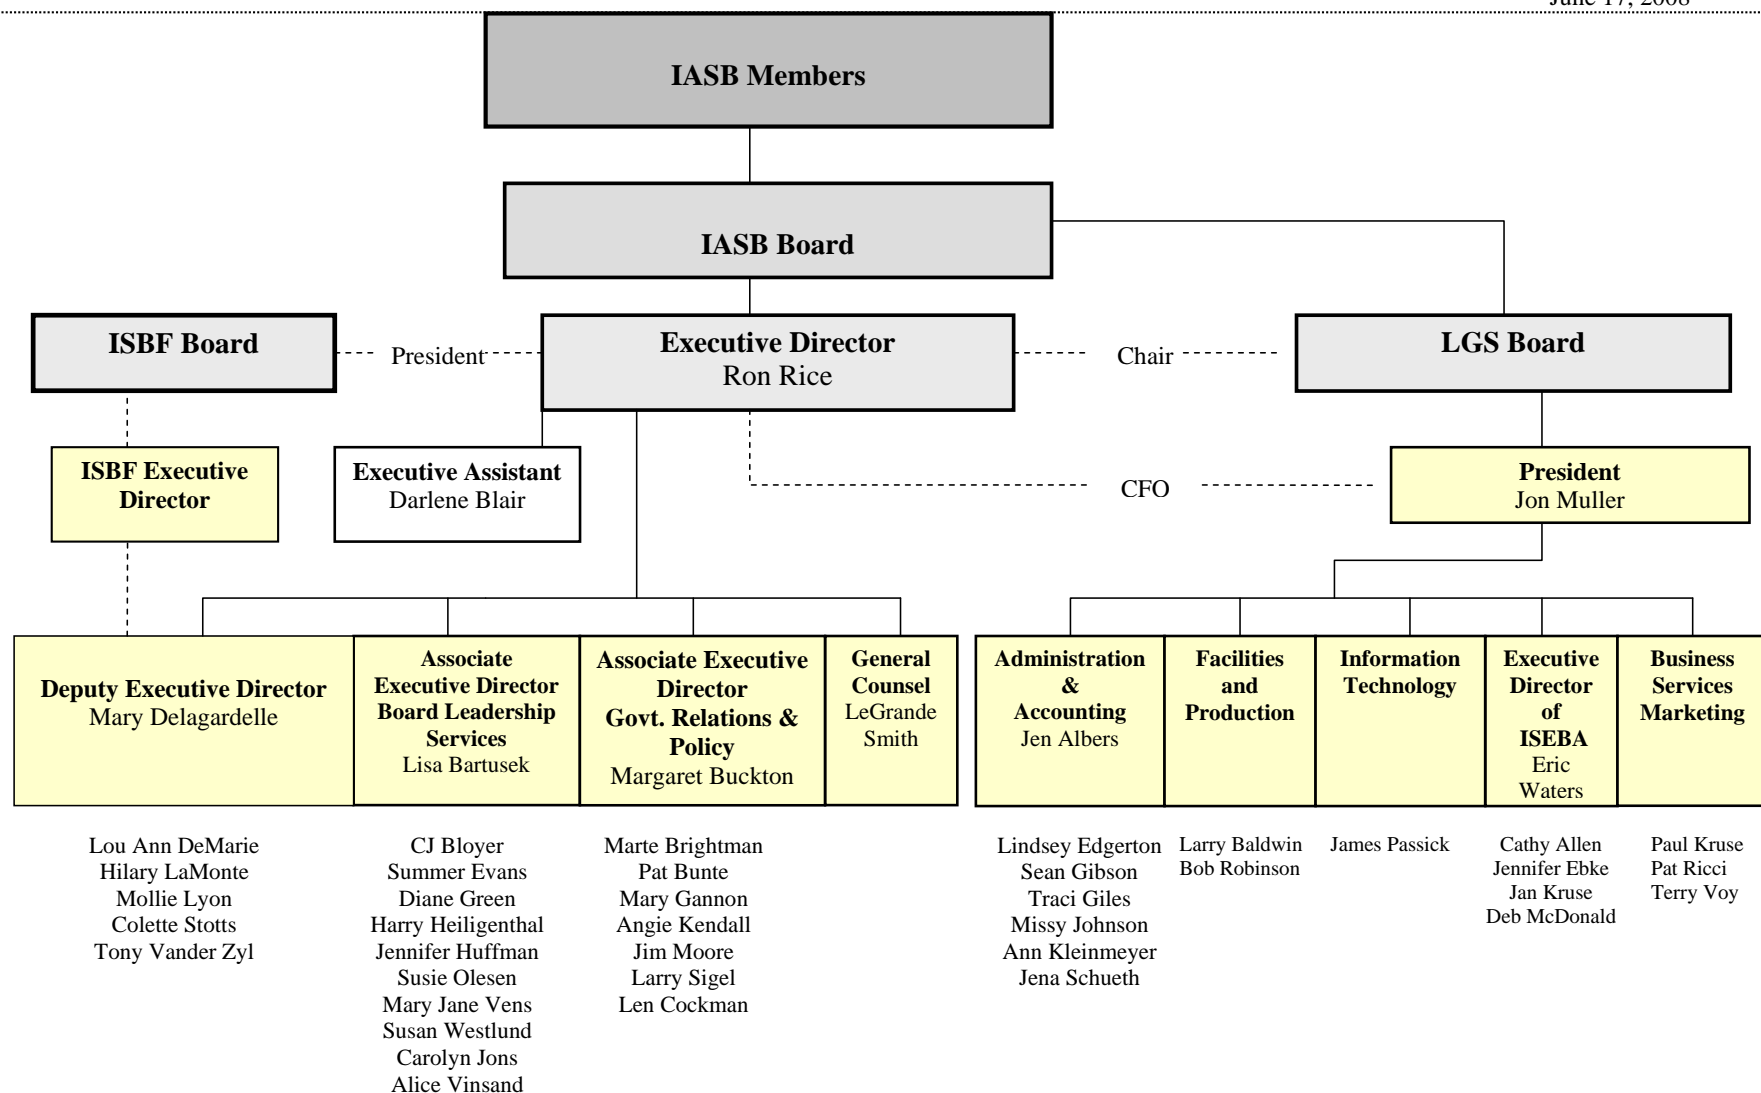 June 17, 2008
IASB Members
IASB Board
ISBF Board
President
Executive Director
Ron Rice
Chair
LGS Board
ISBF Executive
Director
Executive Assistant
Darlene Blair
CFO
President
Jon Muller
Deputy Executive Director
Mary Delagardelle
Associate
Executive Director
Board Leadership
Services
Lisa Bartusek
Associate Executive
Director
Govt. Relations &
Policy
Margaret Buckton
General
Counsel
LeGrande
Smith
Administration
&
Accounting
Jen Albers
Facilities
and
Production
Information
Technology
Executive
Director
of
ISEBA
Eric
Waters
Business
Services
Marketing
Lou Ann DeMarie
Hilary LaMonte
Mollie Lyon
Colette Stotts
Tony Vander Zyl
CJ Bloyer
Summer Evans
Diane Green
Harry Heiligenthal
Jennifer Huffman
Susie Olesen
Mary Jane Vens
Susan Westlund
Carolyn Jons
Alice Vinsand
Marte Brightman
Pat Bunte
Mary Gannon
Angie Kendall
Jim Moore
Larry Sigel
Len Cockman
Lindsey Edgerton
Sean Gibson
Traci Giles
Missy Johnson
Ann Kleinmeyer
Jena Schueth
Larry Baldwin
Bob Robinson
James Passick
Cathy Allen
Jennifer Ebke
Jan Kruse
Deb McDonald
Paul Kruse
Pat Ricci
Terry Voy